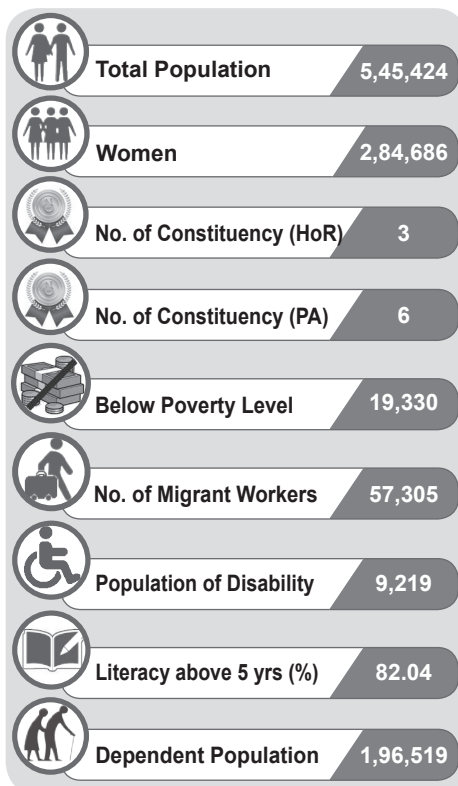 Total Population 5,45,424
Women 2,84,686
No. of Constituency (HoR) 3
No. of Constituency (PA) 6
Below Poverty Level 19,330
No. of Migrant Workers 57,305
Population of Disability 9,219
Literacy above 5 yrs (%) 82.04
Dependent Population 1,96,519